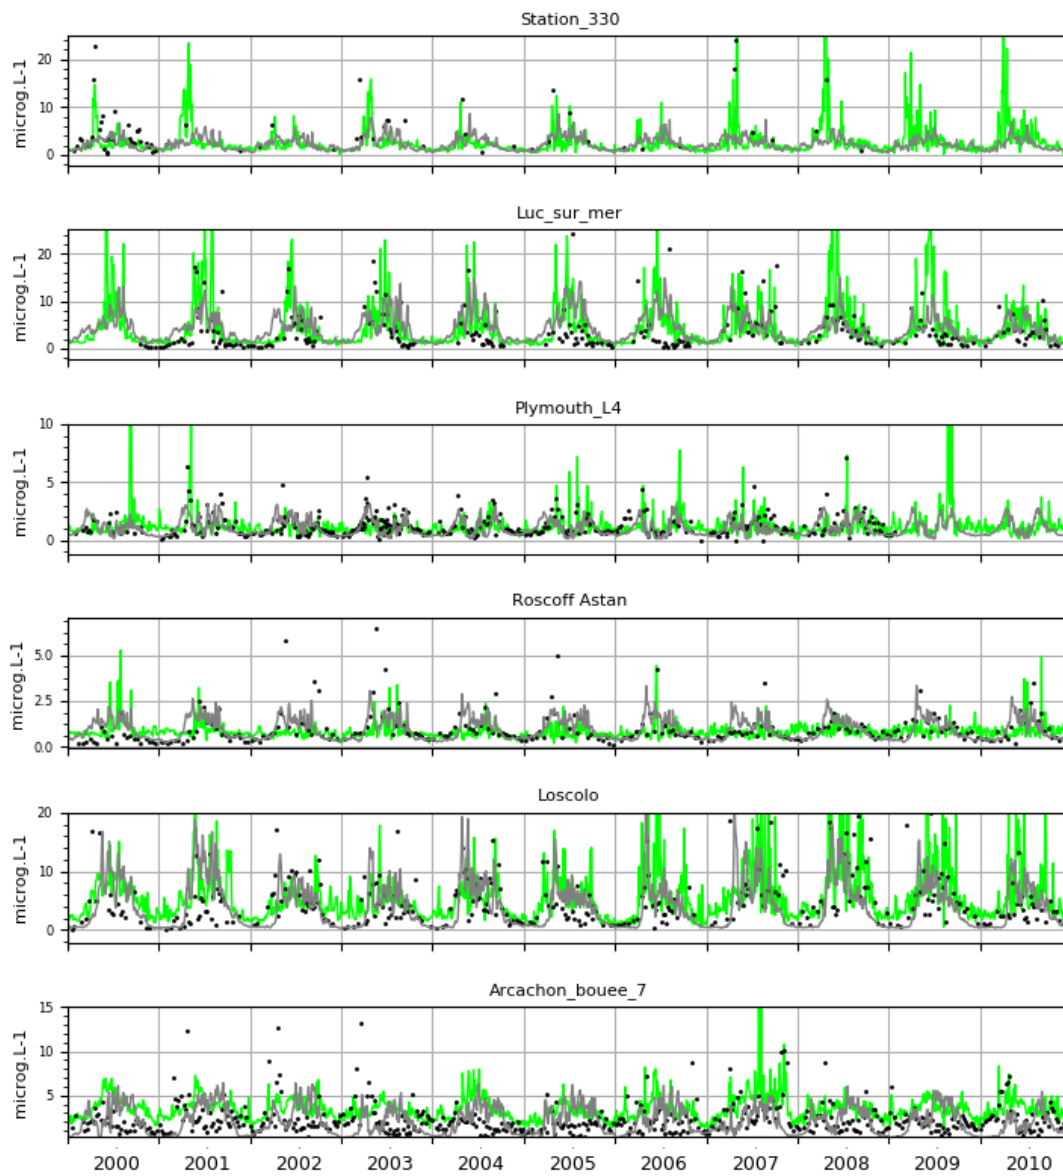 Station_330
microg.L-1
20
10
0
Luc_sur_mer
microg.L-1
20
10
0
Plymouth_L4
microg.L-1
10
5
0
Roscoff Astan
microg.L-1
5.0
2.5
0.0
Loscolo
microg.L-1
20
10
0
Arcachon_bouee_7
microg.L-1
15
10
5
2000 2001 2002 2003 2004 2005 2006 2007 2008 2009 2010